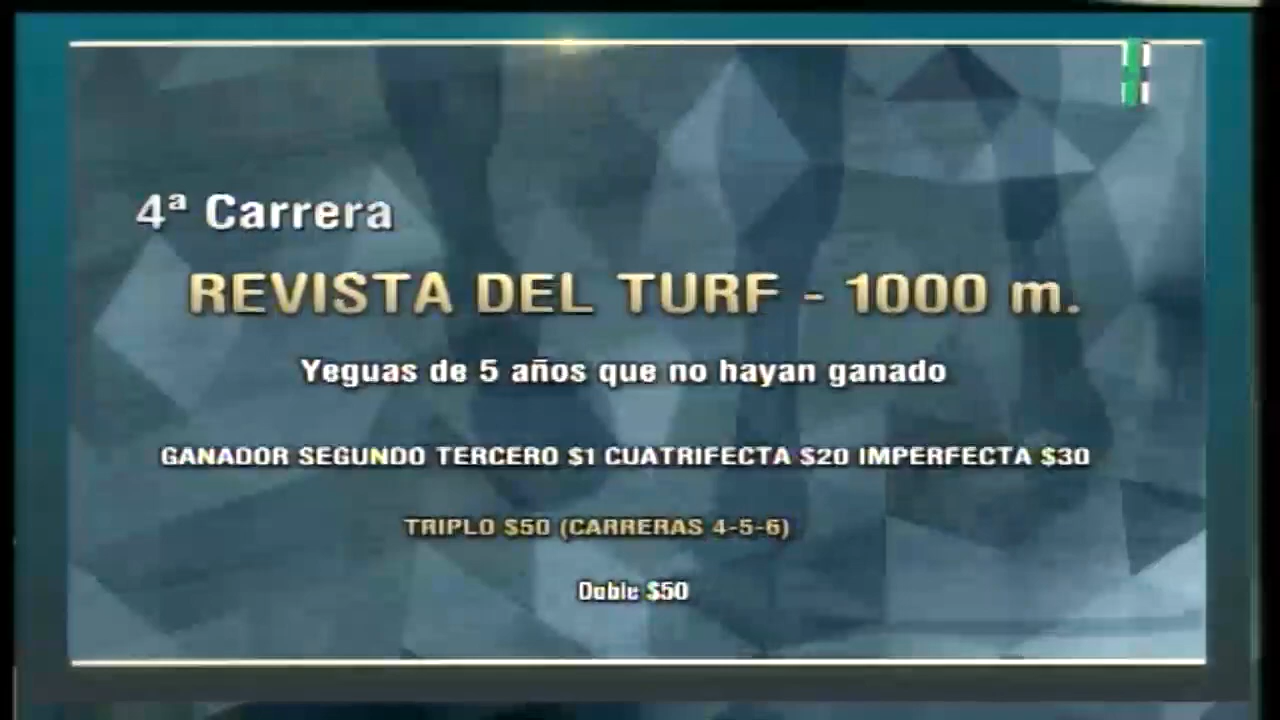 4ª Carrera
REVISTA DEL TURF - 1000 m.
Yeguas de 5 años que no hayan ganado
GANADOR SEGUNDO TERCERO $1 CUATRIFECTA $20 IMPERFECTA $30
TRIPLO $50 (CARRERAS 4-5-6)
Doble $50